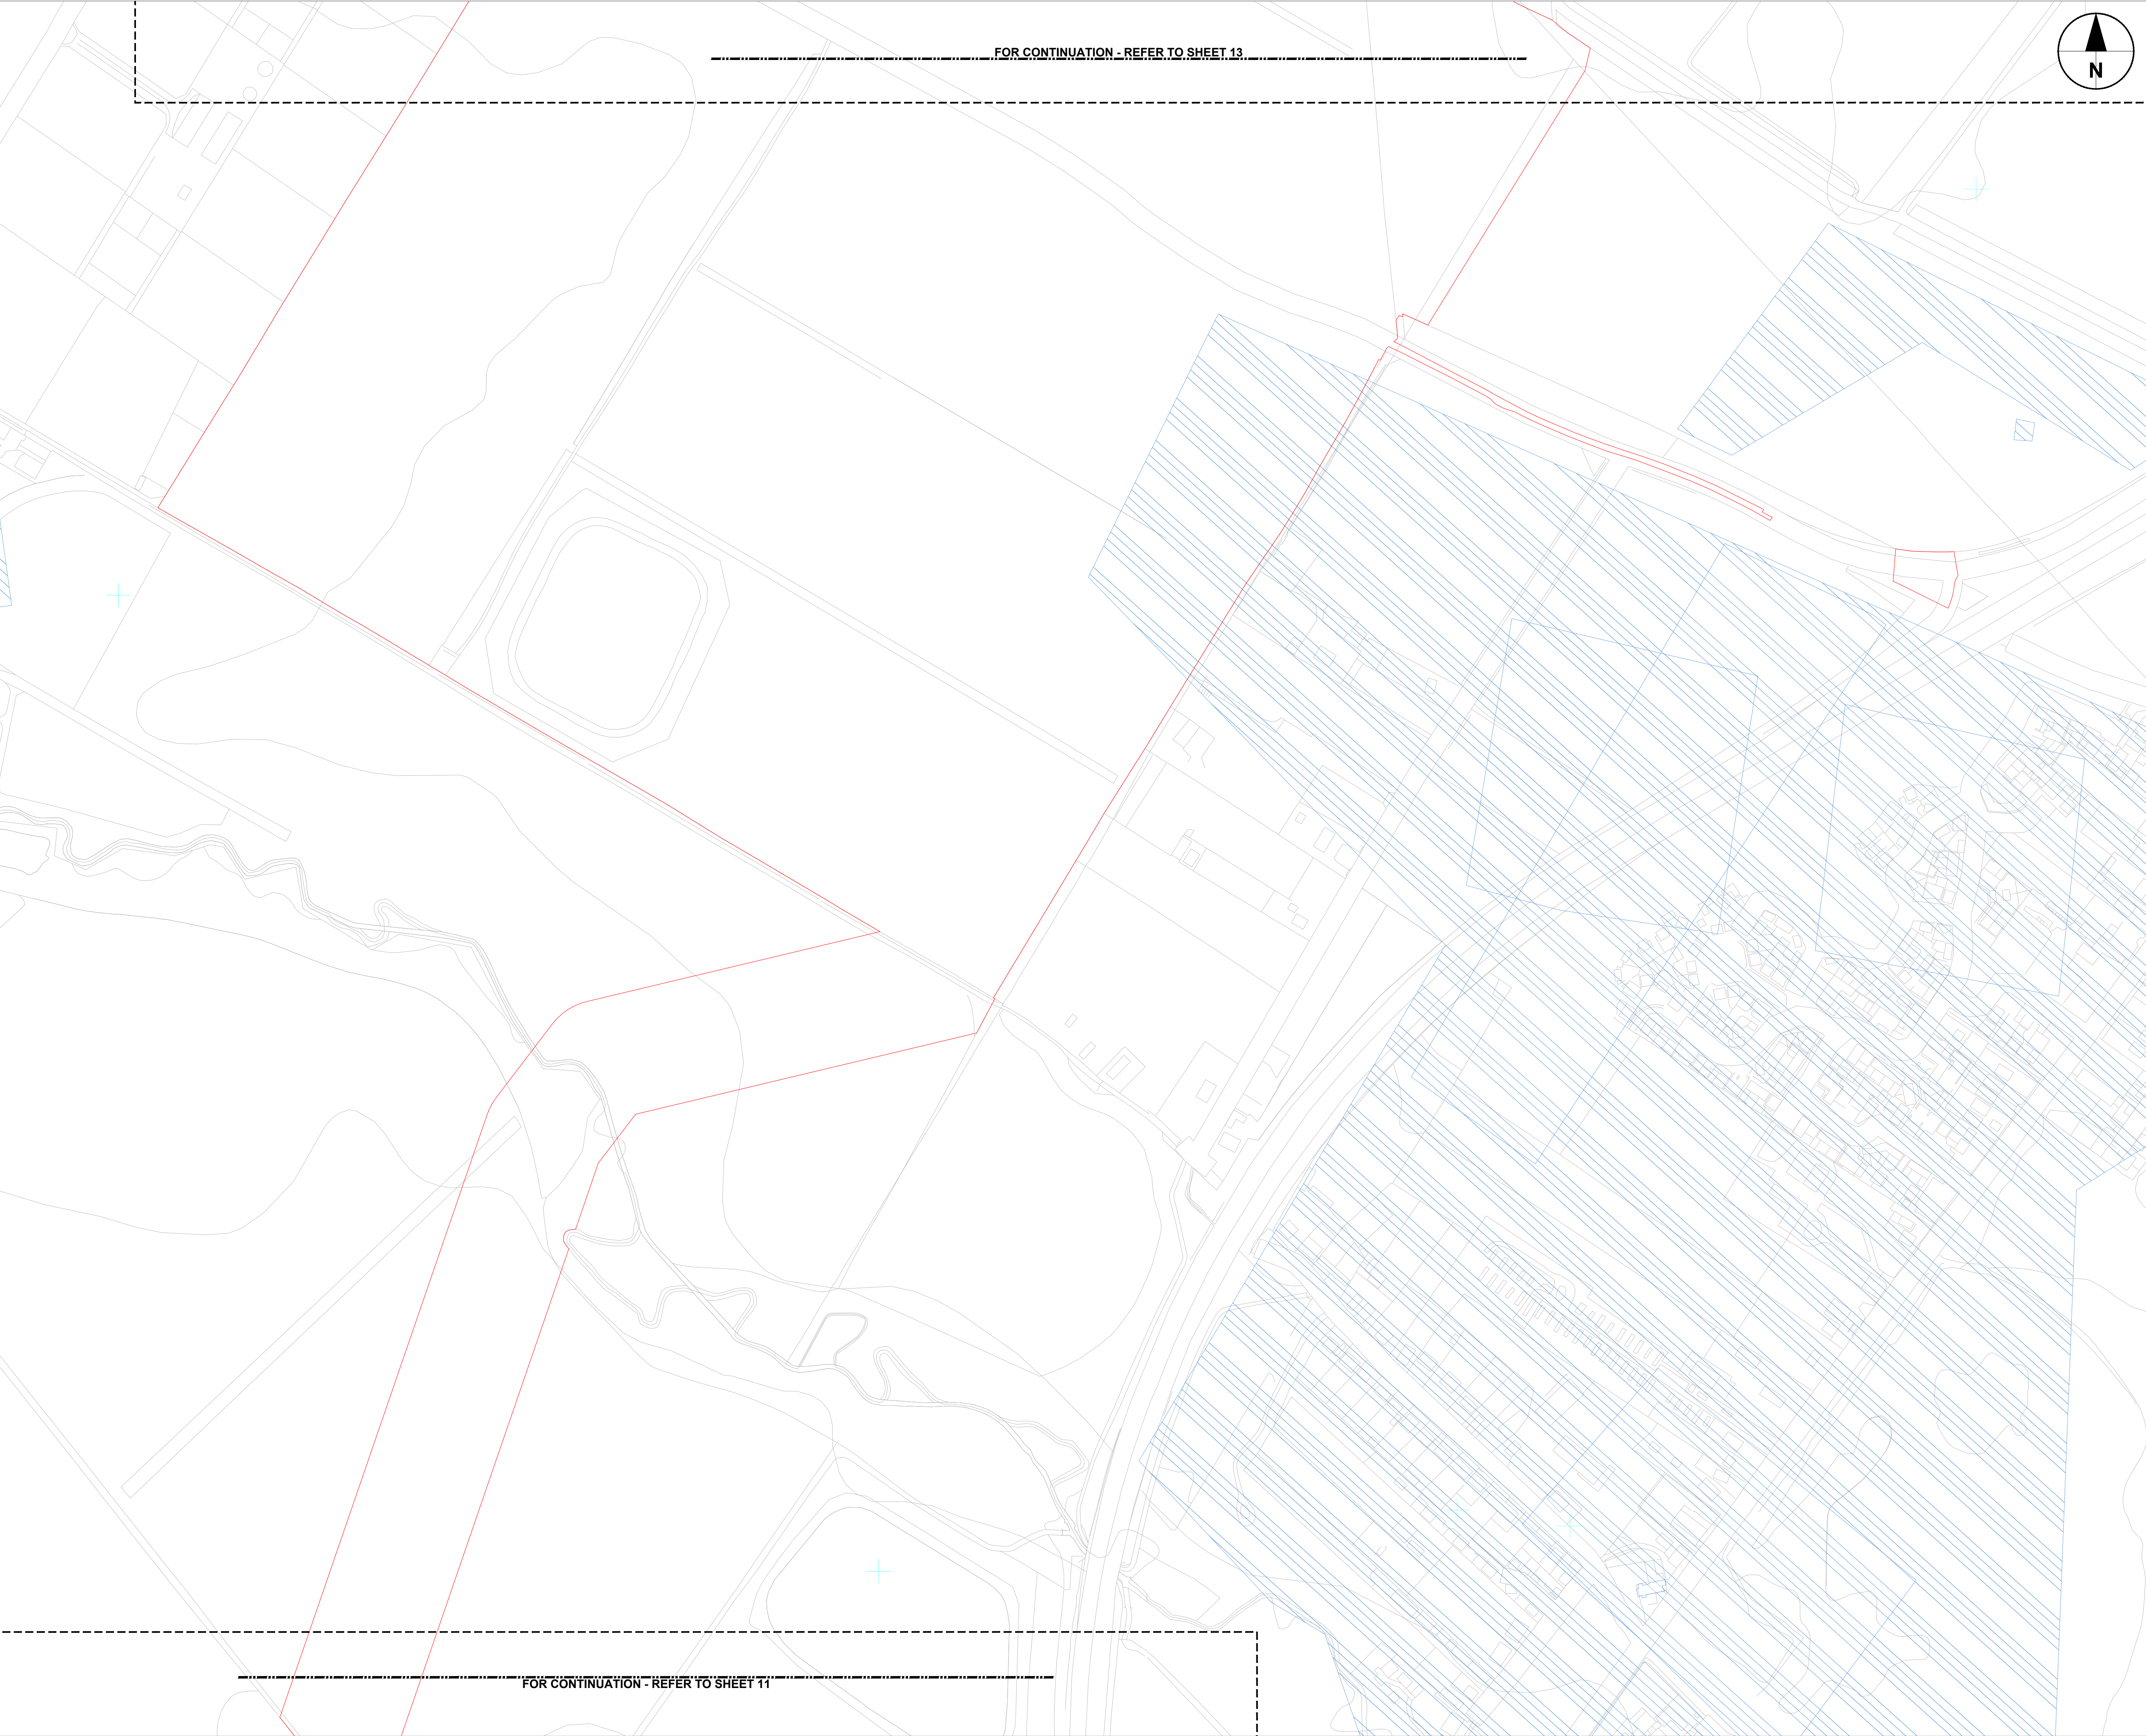 FOR CONTINUATION - REFER TO SHEET 13
N
FOR CONTINUATION - REFER TO SHEET 11